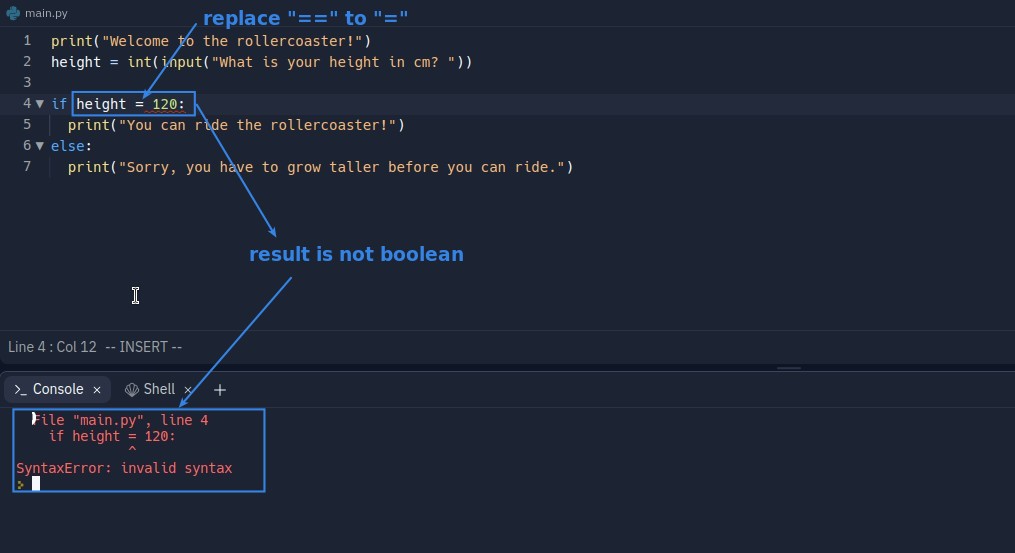 main.py
replace "==" to "="
1 print("Welcome to the rollercoaster!")
2 height = int(input("What is your height in cm? "))
3
4 if height = 120:
5 print("You can ride the rollercoaster!")
6 else:
7 print("Sorry, you have to grow taller before you can ride.")
result is not boolean
Line 4 : Col 12 -- INSERT --
Console × Shell × +
File "main.py", line 4
if height = 120:
^
SyntaxError: invalid syntax